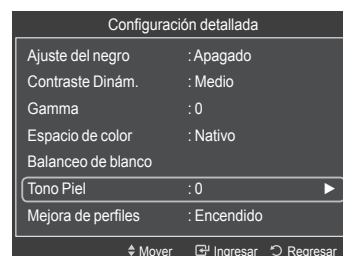 Configuración detallada
Ajuste del negro : Apagado
Contraste Dinám. : Medio
Gamma : 0
Espacio de color : Nativo
Balanceo de blanco
Tono Piel : 0 ►
Mejora de perfiles : Encendido
Mover Ingresar Regresar